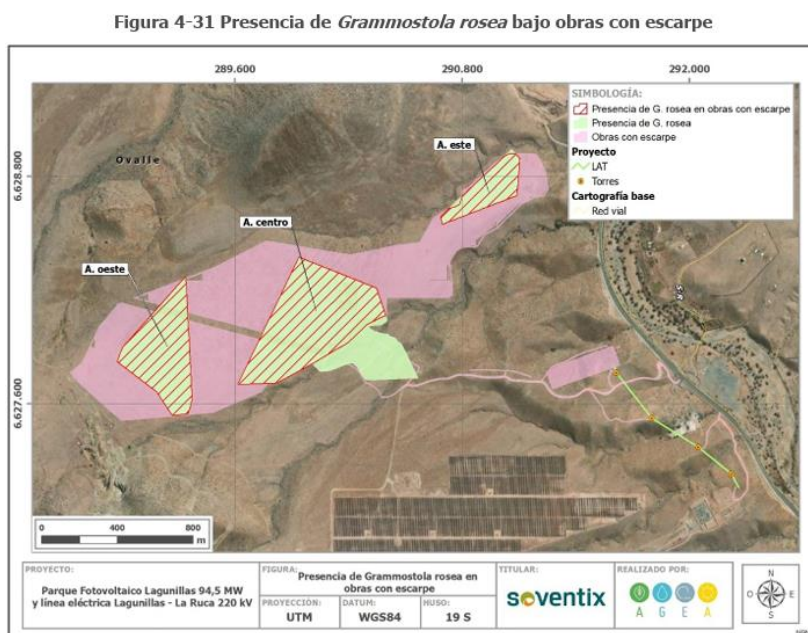 Figura 4-31 Presencia de Grammostola rosea bajo obras con escarpe
289.600
290.800
292.000
6.628.800
6.627.600
SIMBOLOGÍA:
Presencia de G. rosea en obras con escarpe
Presencia de G. rosea
Obras con escarpe
Proyecto
LAT
Torres
Cartografía base
Red vial
Ovalle
A. este
A. centro
A. oeste
S-R
0 400 800
m
PROYECTO:
Parque Fotovoltaico Lagunillas 94,5 MW
y línea eléctrica Lagunillas - La Ruca 220 kV
FIGURA:
Presencia de Grammostola rosea en
obras con escarpe
PROYECCIÓN:
UTM
DATUM:
WGS84
HUSO:
19 S
TITULAR:
soventix
REALIZADO POR:
A G E A
N
O E
S